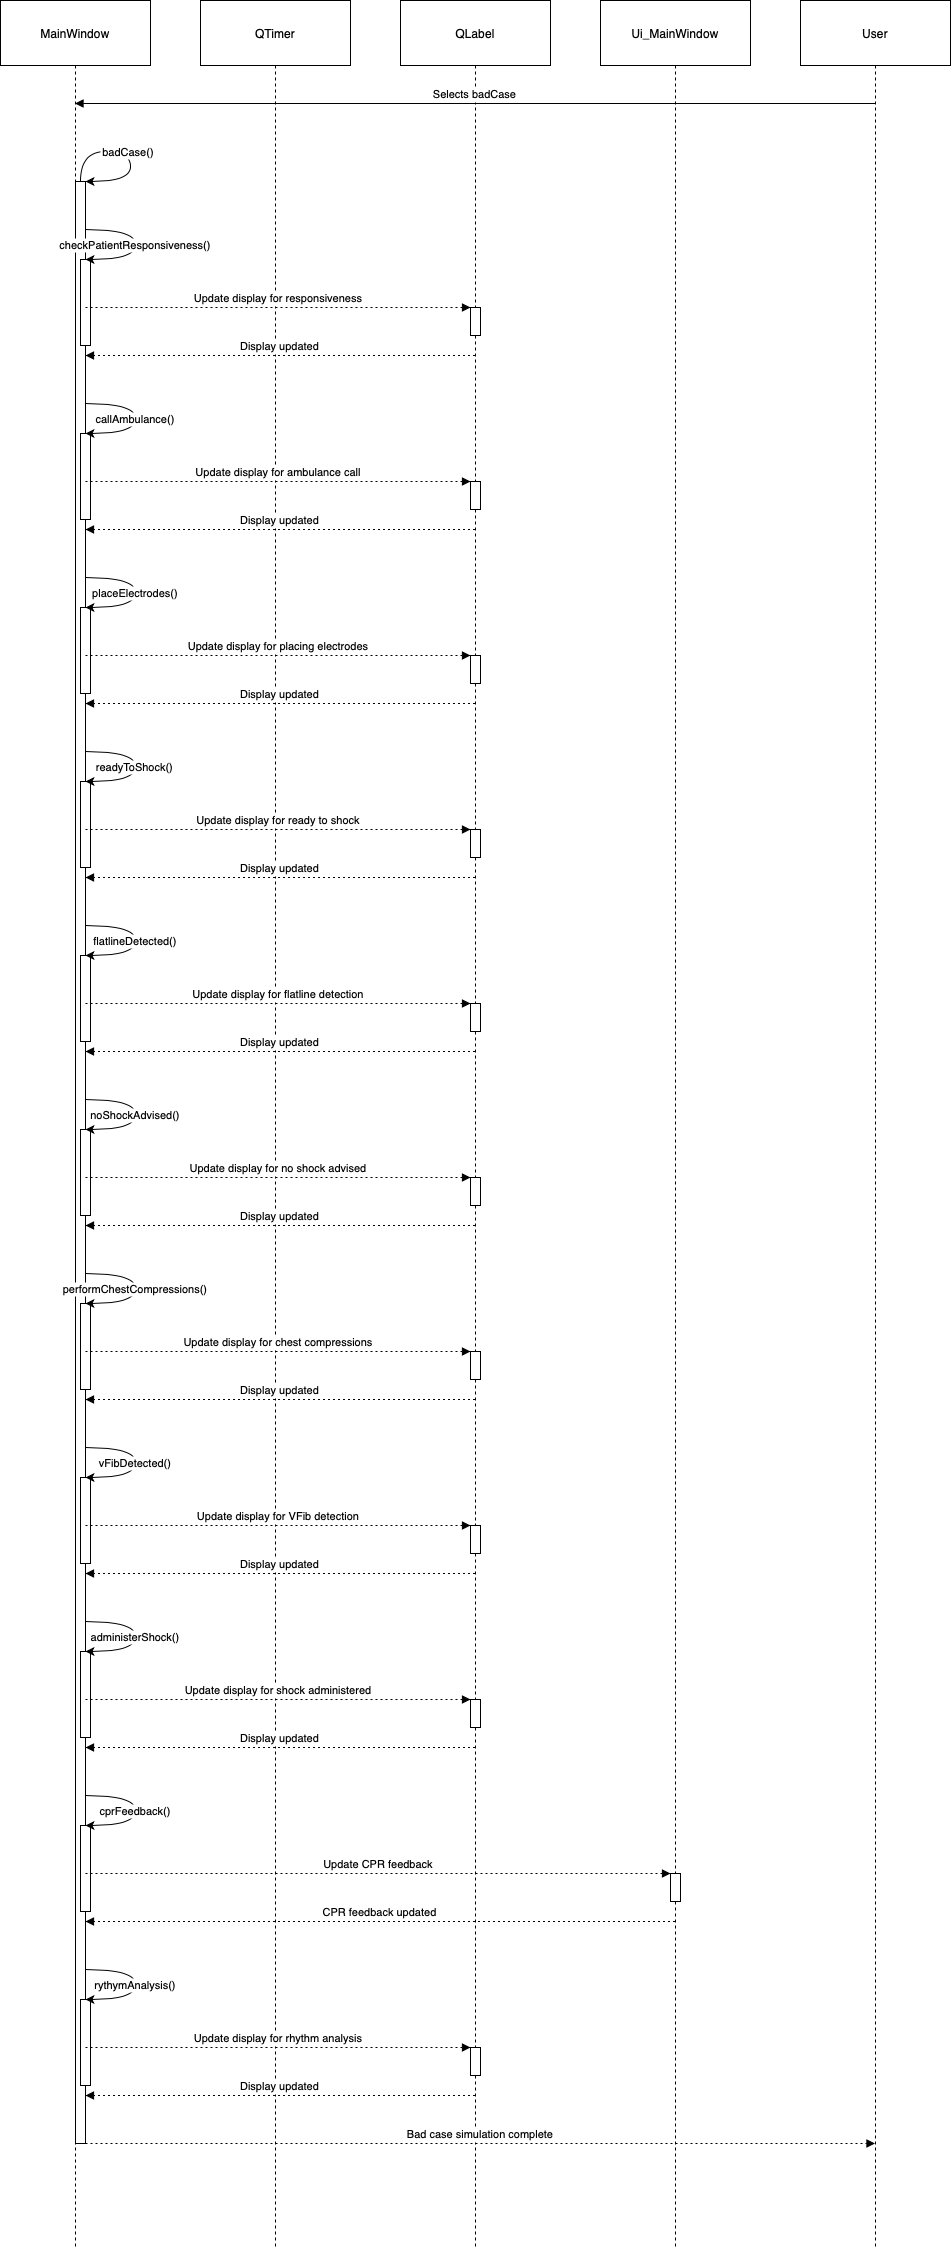 MainWindow
QTimer
QLabel
Ui_MainWindow
User
Selects badCase
badCase()
checkPatientResponsiveness()
Update display for responsiveness
Display updated
callAmbulance()
Update display for ambulance call
Display updated
placeElectrodes()
Update display for placing electrodes
Display updated
readyToShock()
Update display for ready to shock
Display updated
flatlineDetected()
Update display for flatline detection
Display updated
noShockAdvised()
Update display for no shock advised
Display updated
performChestCompressions()
Update display for chest compressions
Display updated
vFibDetected()
Update display for VFib detection
Display updated
administerShock()
Update display for shock administered
Display updated
cprFeedback()
Update CPR feedback
CPR feedback updated
rythymAnalysis()
Update display for rhythm analysis
Display updated
Bad case simulation complete